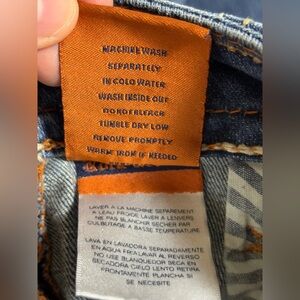 MACHINE WASH
SEPARATELY
IN COLD WATER
WASH INSIDE OUT
DO NOT BLEACH
TUMBLE DRY LOW
REMOVE PROMPTLY
WARM IRON IF NEEDED
LAVER A LA MACHINE SEPAREMENT
A L'EAU FROIDE LAVER A L'ENVERS
NE PAS BLANCHIR SECHER PAR
CULBUTAGE A BASSE TEMPERATURE
LAVA EN LAVADORA SEPARADAMENTE
EN AGUA FRIA LAVAR AL REVERSO
NO USE BLANQUEDOR SECA EN
SECADORA CICLO LENTO RETIRA
PRONTAMENTE PLANCHA SI
SE NECESITA